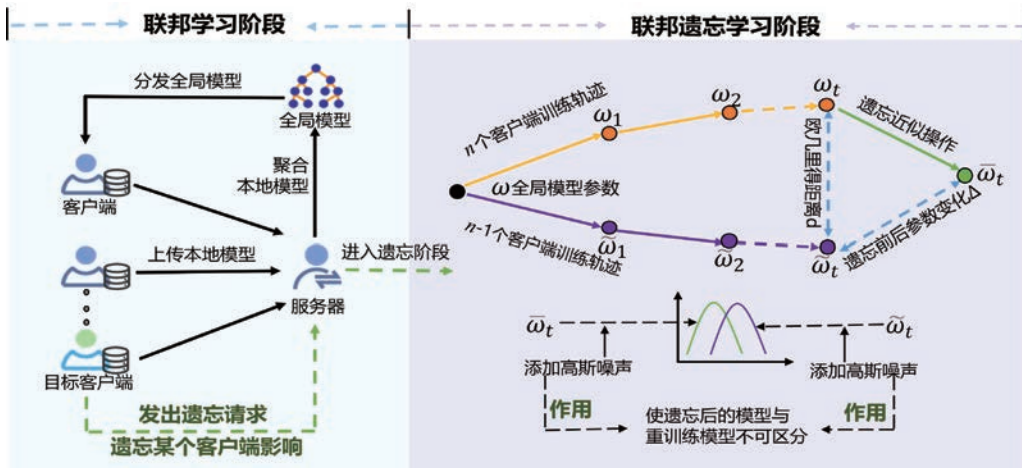 联邦学习阶段
联邦遗忘学习阶段
分发全局模型
全局模型
聚合
本地模型
客户端
上传本地模型
服务器
目标客户端
进入遗忘阶段
发出遗忘请求
遗忘某个客户端影响
n个客户端训练轨迹
ω₁
ω₂
ωₜ
遗忘近似操作
欧几里得距离d
ω̅ₜ
ω全局模型参数
n-1个客户端训练轨迹
ω̃₁
ω̃₂
ω̃ₜ
遗忘前后参数变化Δ
ω̅ₜ
ω̃ₜ
添加高斯噪声
添加高斯噪声
作用
作用
使遗忘后的模型与
重训练模型不可区分